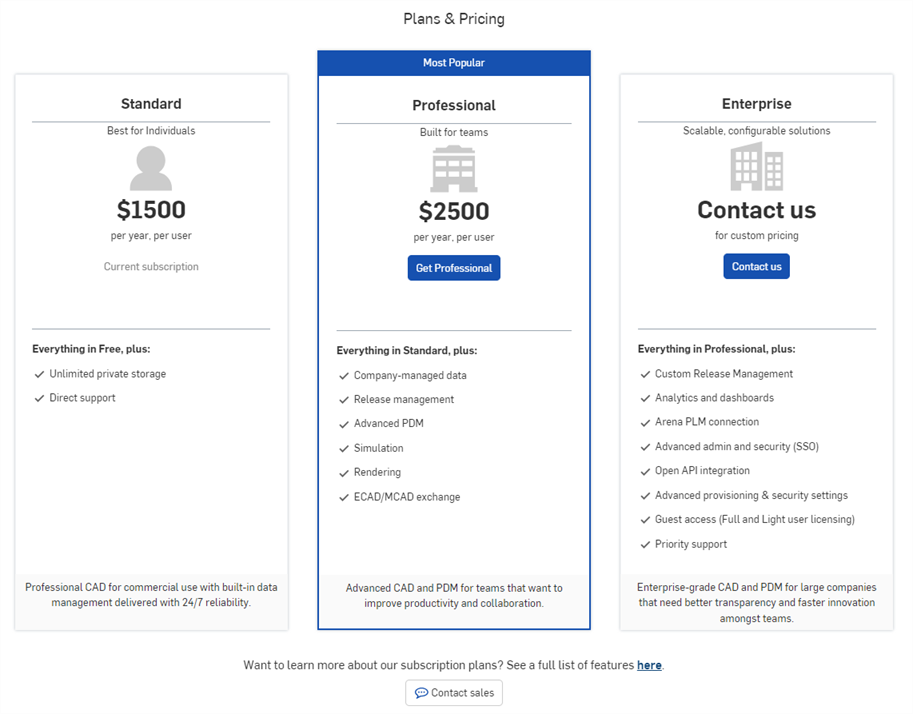 Plans & Pricing
Standard
Best for Individuals
$1500
per year, per user
Current subscription
Everything in Free, plus:
Unlimited private storage
Direct support
Professional CAD for commercial use with built-in data
management delivered with 24/7 reliability.
Most Popular
Professional
Built for teams
$2500
per year, per user
Get Professional
Everything in Standard, plus:
Company-managed data
Release management
Advanced PDM
Simulation
Rendering
ECAD/MCAD exchange
Advanced CAD and PDM for teams that want to
improve productivity and collaboration.
Enterprise
Scalable, configurable solutions
Contact us
for custom pricing
Contact us
Everything in Professional, plus:
Custom Release Management
Analytics and dashboards
Arena PLM connection
Advanced admin and security (SSO)
Open API integration
Advanced provisioning & security settings
Guest access (Full and Light user licensing)
Priority support
Enterprise-grade CAD and PDM for large companies
that need better transparency and faster innovation
amongst teams.
Want to learn more about our subscription plans? See a full list of features here.
Contact sales